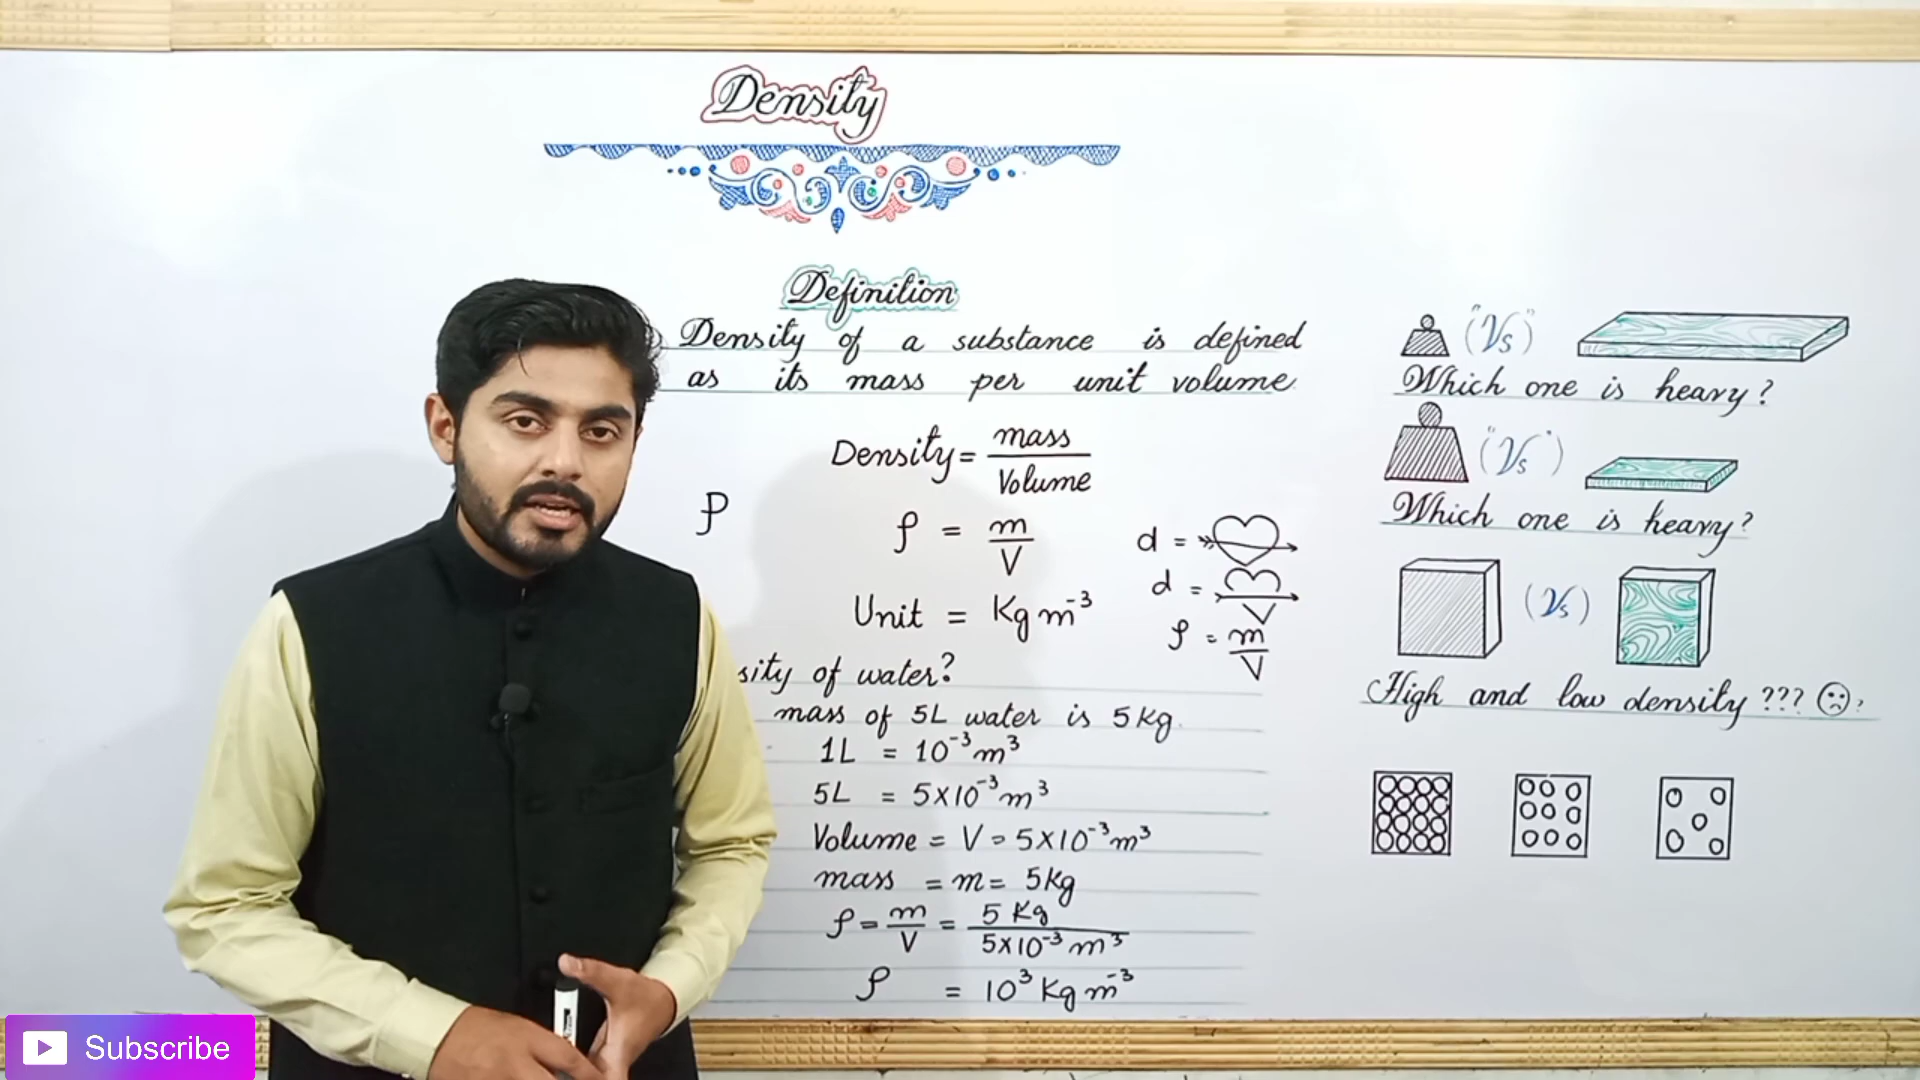 Density
Definition
Density of a substance is defined
as its mass per unit volume
Density = mass / Volume
ρ
ρ = m / V
Unit = Kg m⁻³
d =
d = / V
ρ = m / V
sity of water?
mass of 5L water is 5kg.
1L = 10⁻³ m³
5L = 5×10⁻³ m³
Volume = V = 5×10⁻³ m³
mass = m = 5kg
ρ = m / V = 5 Kg / 5×10⁻³ m³
ρ = 10³ Kg m⁻³
("Vs")
Which one is heavy?
("Vs")
Which one is heavy?
(Vs)
High and low density ??? ?
Subscribe